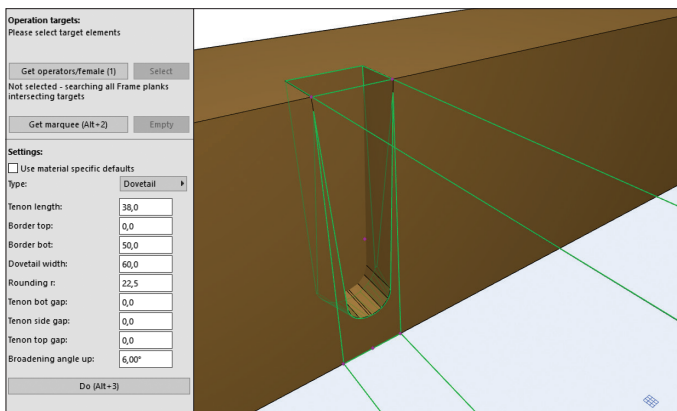 Operation targets:
Please select target elements
Get operators/female (1) Select
Not selected - searching all Frame planks
intersecting targets
Get marquee (Alt+2) Empty
Settings:
Use material specific defaults
Type: Dovetail
Tenon length: 38,0
Border top: 0,0
Border bot: 50,0
Dovetail width: 60,0
Rounding r: 22,5
Tenon bot gap: 0,0
Tenon side gap: 0,0
Tenon top gap: 0,0
Broadening angle up: 6,00°
Do (Alt+3)